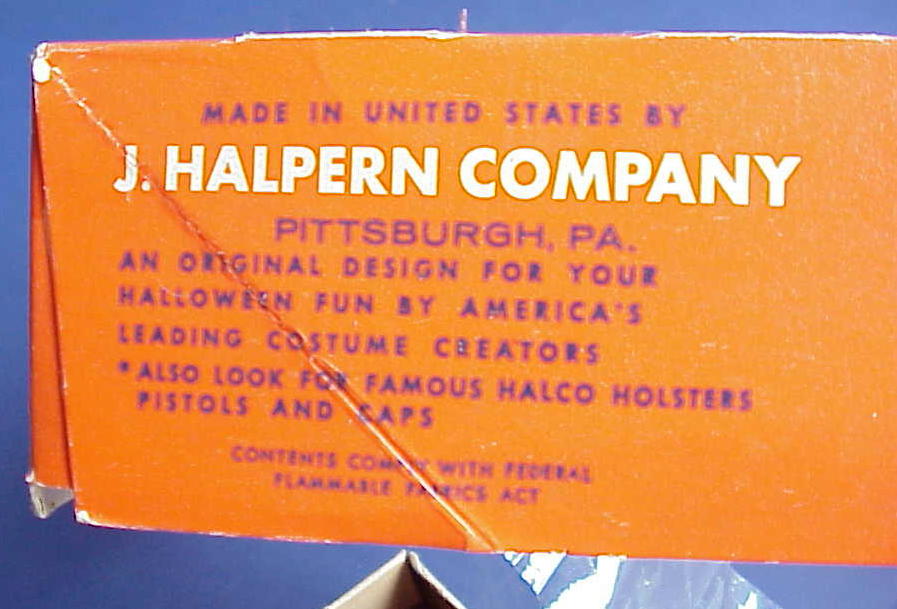 MADE IN UNITED STATES BY
J. HALPERN COMPANY
PITTSBURGH, PA.
AN ORIGINAL DESIGN FOR YOUR
HALLOWEEN FUN BY AMERICA'S
LEADING COSTUME CREATORS
*ALSO LOOK FOR FAMOUS HALCO HOLSTERS
PISTOLS AND CAPS
CONTENTS COMPLY WITH FEDERAL
FLAMMABLE FABRICS ACT